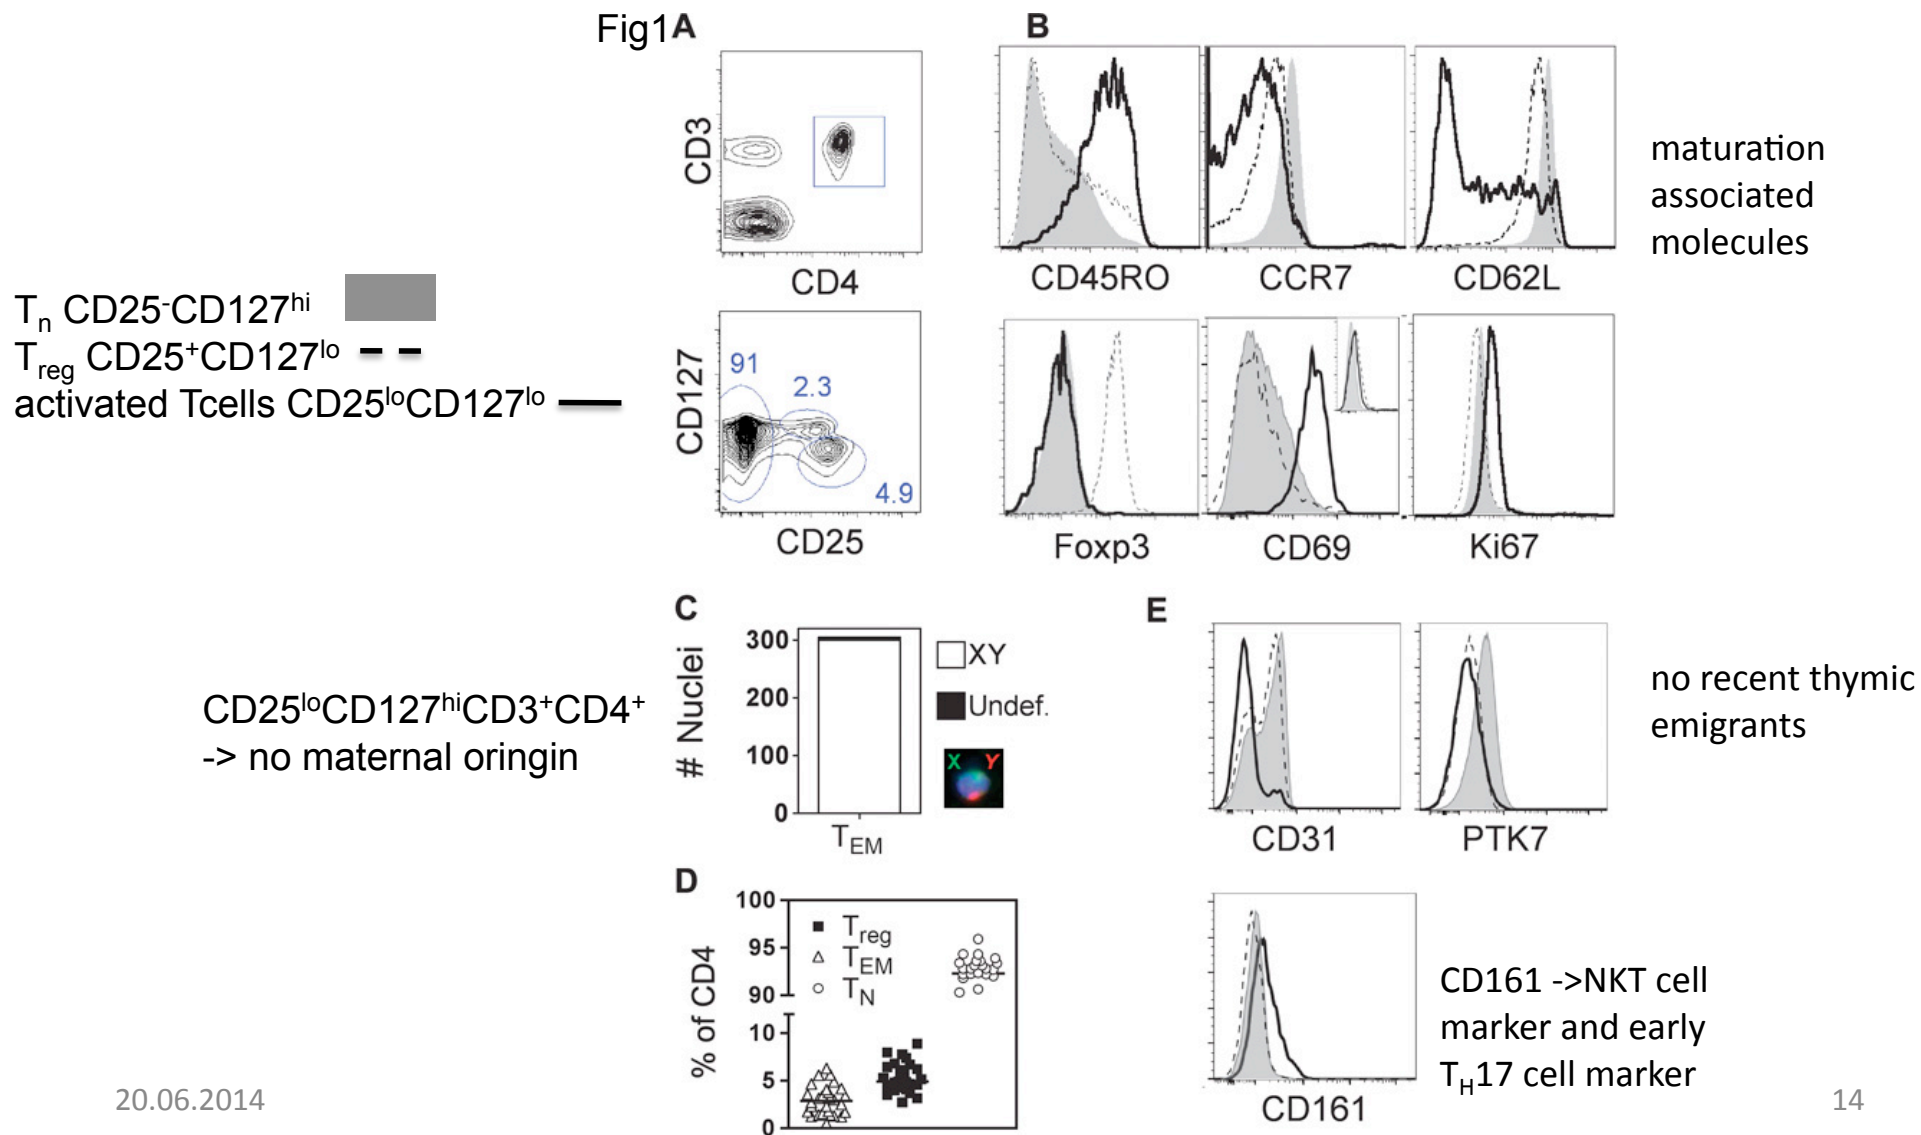 Fig1 A
CD3
CD4
B
CD45RO
CCR7
CD62L
maturation
associated
molecules
Tn CD25-CD127hi
Treg CD25+CD127lo
activated Tcells CD25loCD127lo
91
2.3
4.9
CD127
CD25
Foxp3
CD69
Ki67
CD25loCD127hiCD3+CD4+
-> no maternal oringin
C
# Nuclei
300
200
100
0
TEM
XY
Undef.
X Y
E
CD31
PTK7
no recent thymic
emigrants
D
% of CD4
100
95
90
10
5
0
Treg
TEM
TN
CD161
CD161 ->NKT cell
marker and early
TH17 cell marker
20.06.2014
14